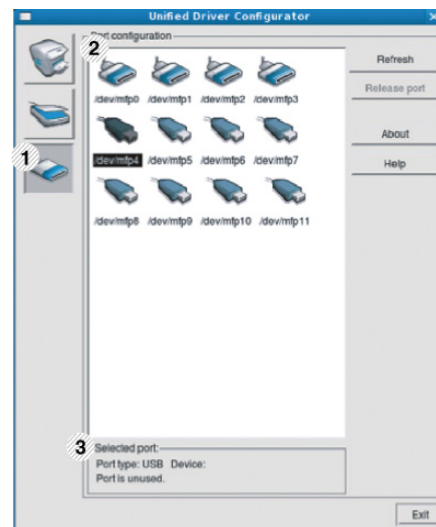 Unified Driver Configurator
Port configuration
2
/dev/mfp0 /dev/mfp1 /dev/mfp2 /dev/mfp3
/dev/mfp4 /dev/mfp5 /dev/mfp6 /dev/mfp7
/dev/mfp8 /dev/mfp9 /dev/mfp10 /dev/mfp11
1
Refresh
Release port
About
Help
3
Selected port:
Port type: USB Device:
Port is unused.
Exit